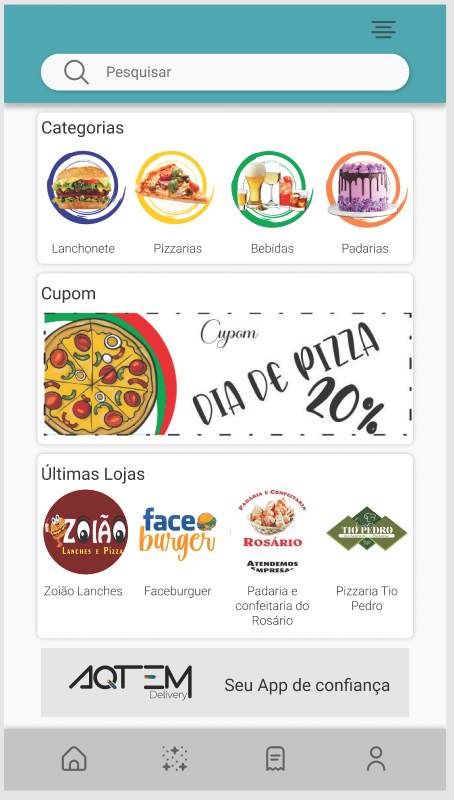 Pesquisar
Categorias
Lanchonete
Pizzarias
Bebidas
Padarias
Cupom
Cupom
DIA DE PIZZA
20%
Últimas Lojas
ZOIÃO
LANCHES E PIZZA
face
burger
PADARIA E CONFEITARIA
ROSÁRIO
ATENDEMOS
EMPRESAS
TIO PEDRO
Zoião Lanches
Faceburguer
Padaria e
confeitaria do
Rosário
Pizzaria Tio
Pedro
AQTEM
Delivery
Seu App de confiança